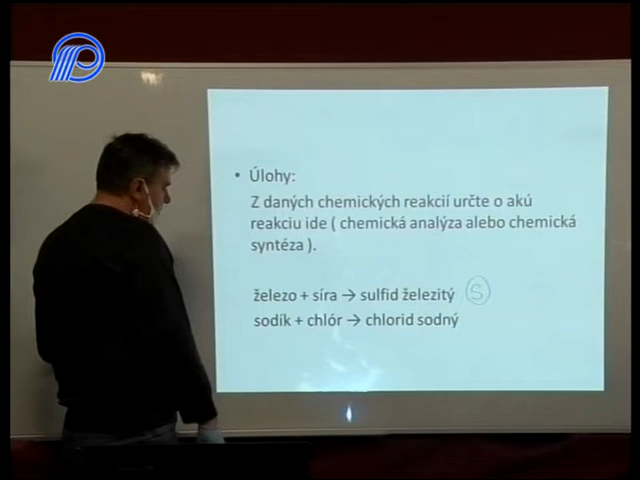 • Úlohy:
Z daných chemických reakcií určte o akú
reakciu ide ( chemická analýza alebo chemická
syntéza ).
železo + síra → sulfid železitý S
sodík + chlór → chlorid sodný